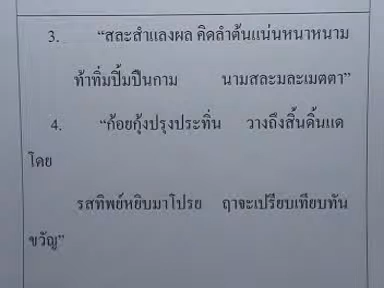 3. “สละสำแลงผล คิดลำต้นแน่นหนาหนาม
ท้าทิ่มปิ้มปืนกาม นามสละมละเมตตา”
4. “ก้อยกุ้งปรุงประทิ่น วางถึงสิ้นดิ้นแด
โดย
รสทิพย์หยิบมาโปรย ฤาจะเปรียบเทียบทัน
ขวัญ”